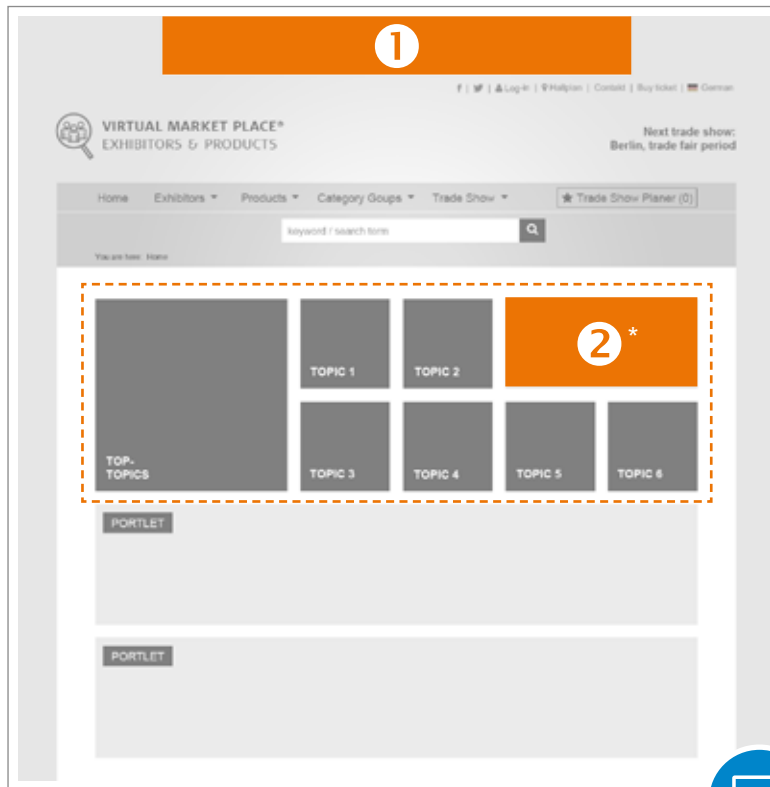 1
f | | Log-in | Hallplan | Contakt | Buy ticket | German
VIRTUAL MARKET PLACE®
EXHIBITORS & PRODUCTS
Next trade show:
Berlin, trade fair period
Home Exhibitors Products Category Goups Trade Show ★ Trade Show Planer (0)
keyword / search term
You are here: Home
2*
TOPIC 1 TOPIC 2
TOP-
TOPICS
TOPIC 3 TOPIC 4 TOPIC 5 TOPIC 6
PORTLET
PORTLET